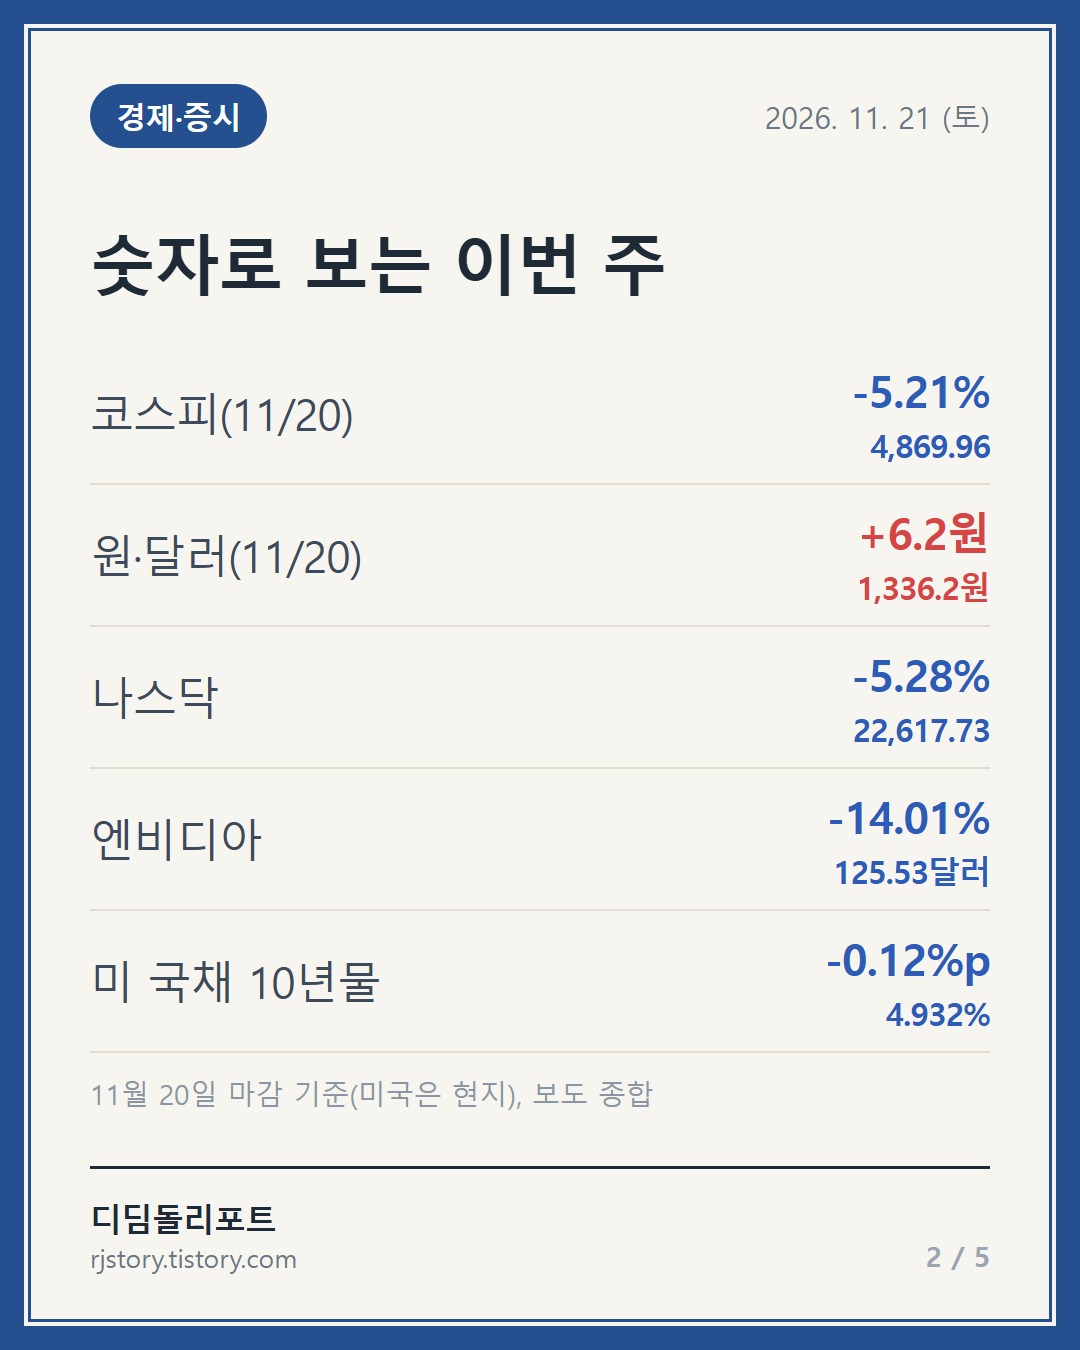 경제·증시
2026. 11. 21 (토)
숫자로 보는 이번 주
코스피(11/20)
-5.21%
4,869.96
원·달러(11/20)
+6.2원
1,336.2원
나스닥
-5.28%
22,617.73
엔비디아
-14.01%
125.53달러
미 국채 10년물
-0.12%p
4.932%
11월 20일 마감 기준(미국은 현지), 보도 종합
디딤돌리포트
rjstory.tistory.com
2 / 5